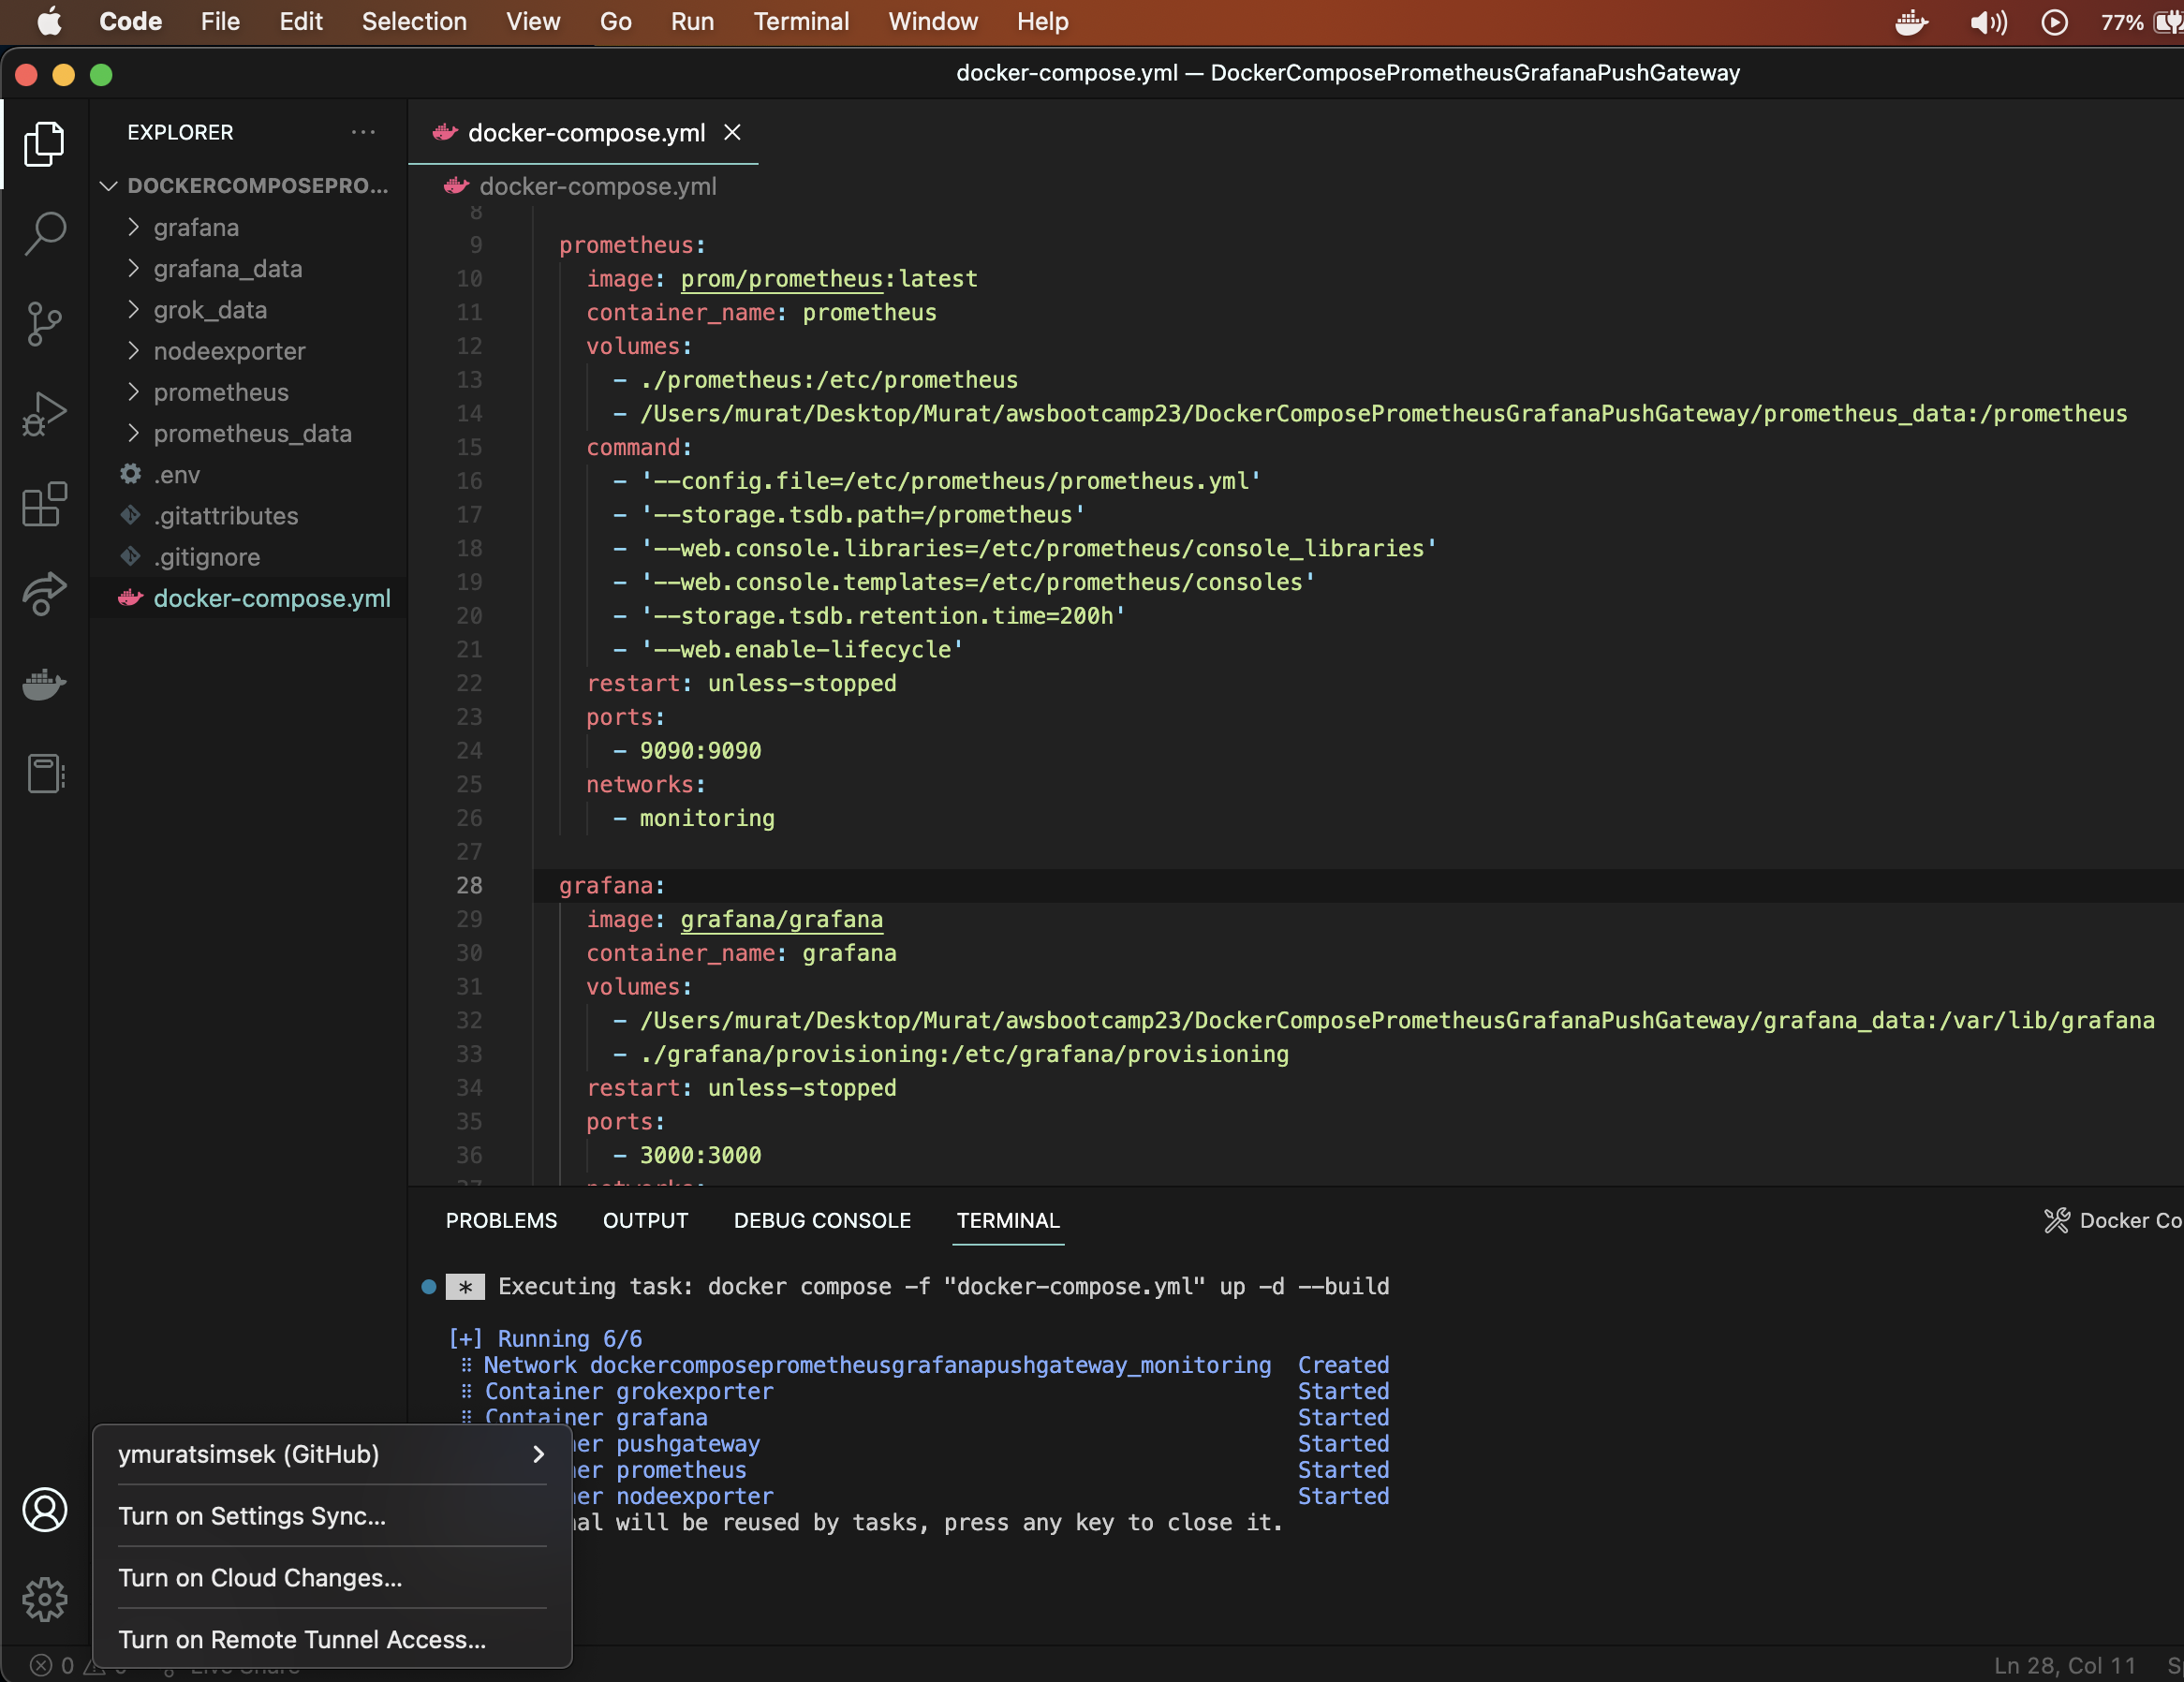 Code File Edit Selection View Go Run Terminal Window Help 77%
docker-compose.yml — DockerComposePrometheusGrafanaPushGateway
EXPLORER
DOCKERCOMPOSEPRO...
grafana
grafana_data
grok_data
nodeexporter
prometheus
prometheus_data
.env
.gitattributes
.gitignore
docker-compose.yml
docker-compose.yml
docker-compose.yml
8
9 prometheus:
10 image: prom/prometheus:latest
11 container_name: prometheus
12 volumes:
13 - ./prometheus:/etc/prometheus
14 - /Users/murat/Desktop/Murat/awsbootcamp23/DockerComposePrometheusGrafanaPushGateway/prometheus_data:/prometheus
15 command:
16 - '--config.file=/etc/prometheus/prometheus.yml'
17 - '--storage.tsdb.path=/prometheus'
18 - '--web.console.libraries=/etc/prometheus/console_libraries'
19 - '--web.console.templates=/etc/prometheus/consoles'
20 - '--storage.tsdb.retention.time=200h'
21 - '--web.enable-lifecycle'
22 restart: unless-stopped
23 ports:
24 - 9090:9090
25 networks:
26 - monitoring
27
28 grafana:
29 image: grafana/grafana
30 container_name: grafana
31 volumes:
32 - /Users/murat/Desktop/Murat/awsbootcamp23/DockerComposePrometheusGrafanaPushGateway/grafana_data:/var/lib/grafana
33 - ./grafana/provisioning:/etc/grafana/provisioning
34 restart: unless-stopped
35 ports:
36 - 3000:3000
PROBLEMS OUTPUT DEBUG CONSOLE TERMINAL Docker Co
* Executing task: docker compose -f "docker-compose.yml" up -d --build
[+] Running 6/6
Network dockercomposeprometheusgrafanapushgateway_monitoring Created
Container grokexporter Started
Container grafana Started
er pushgateway Started
er prometheus Started
er nodeexporter Started
al will be reused by tasks, press any key to close it.
ymuratsimsek (GitHub)
Turn on Settings Sync...
Turn on Cloud Changes...
Turn on Remote Tunnel Access...
0 Ln 28, Col 11